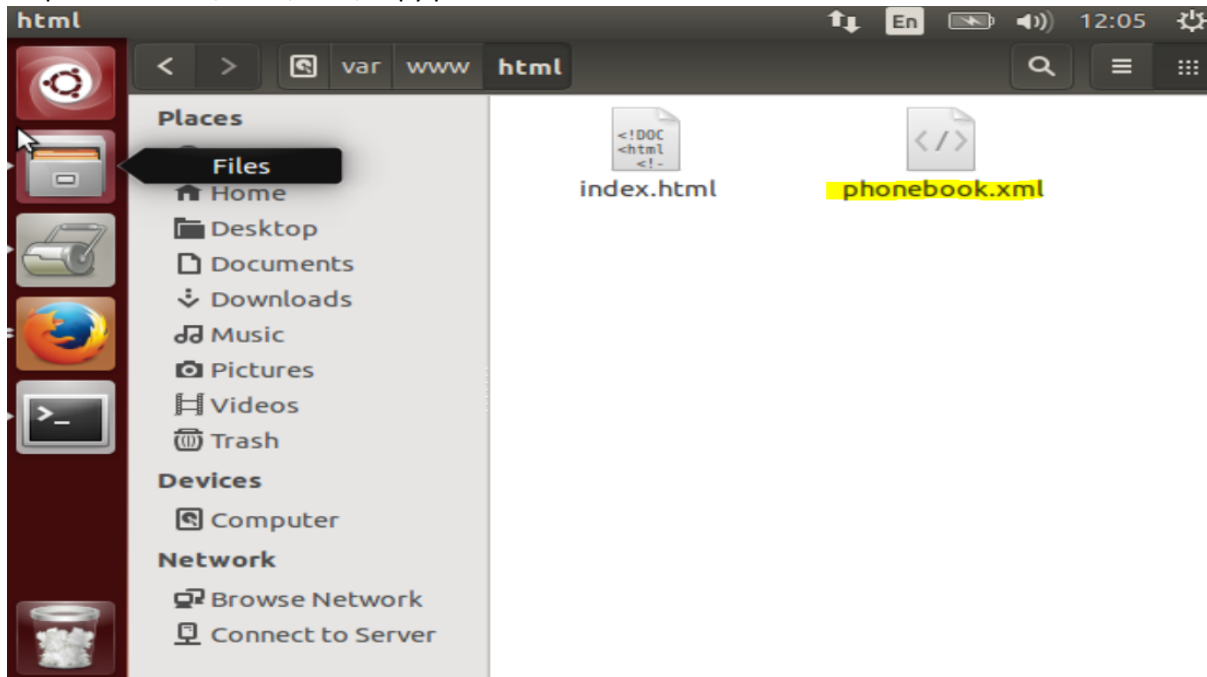 html
En
12:05
var
www
html
Places
Files
Home
Desktop
Documents
Downloads
Music
Pictures
Videos
Trash
Devices
Computer
Network
Browse Network
Connect to Server
<!DOC
<html
<!-
index.html
</>
phonebook.xml
>_